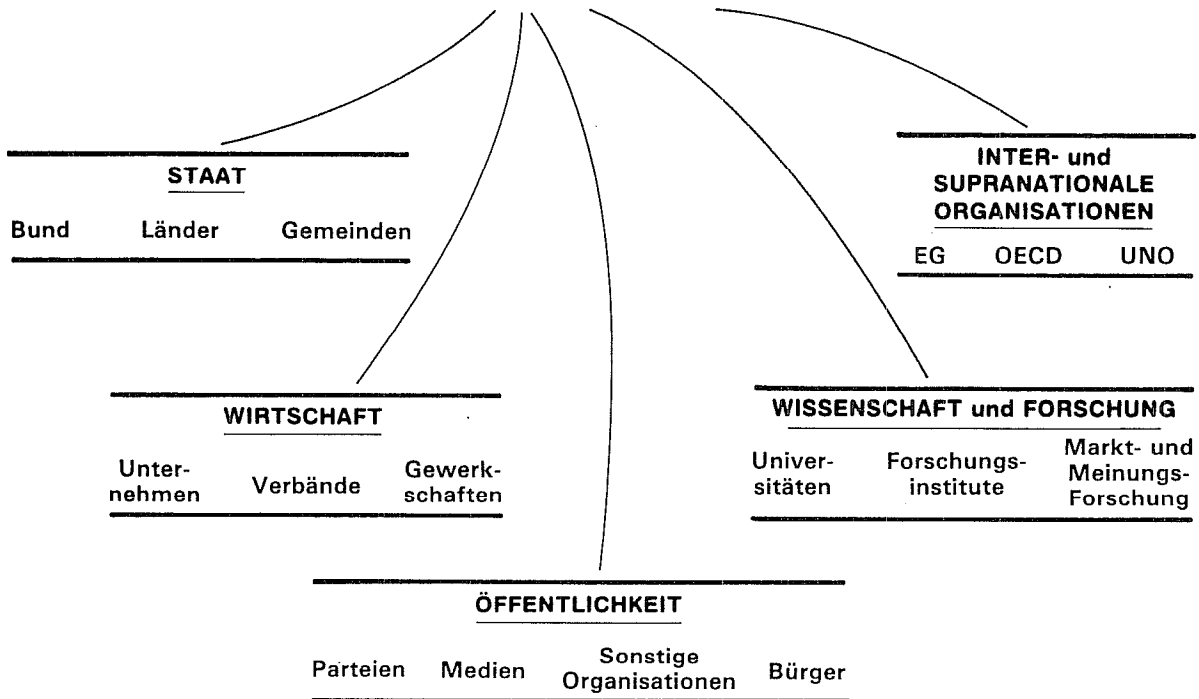 STAAT
Bund Länder Gemeinden
INTER- und
SUPRANATIONALE
ORGANISATIONEN
EG OECD UNO
WIRTSCHAFT
Unter-
nehmen
Verbände
Gewerk-
schaften
WISSENSCHAFT und FORSCHUNG
Univer-
sitäten
Forschungs-
institute
Markt- und
Meinungs-
Forschung
ÖFFENTLICHKEIT
Parteien Medien
Sonstige
Organisationen
Bürger